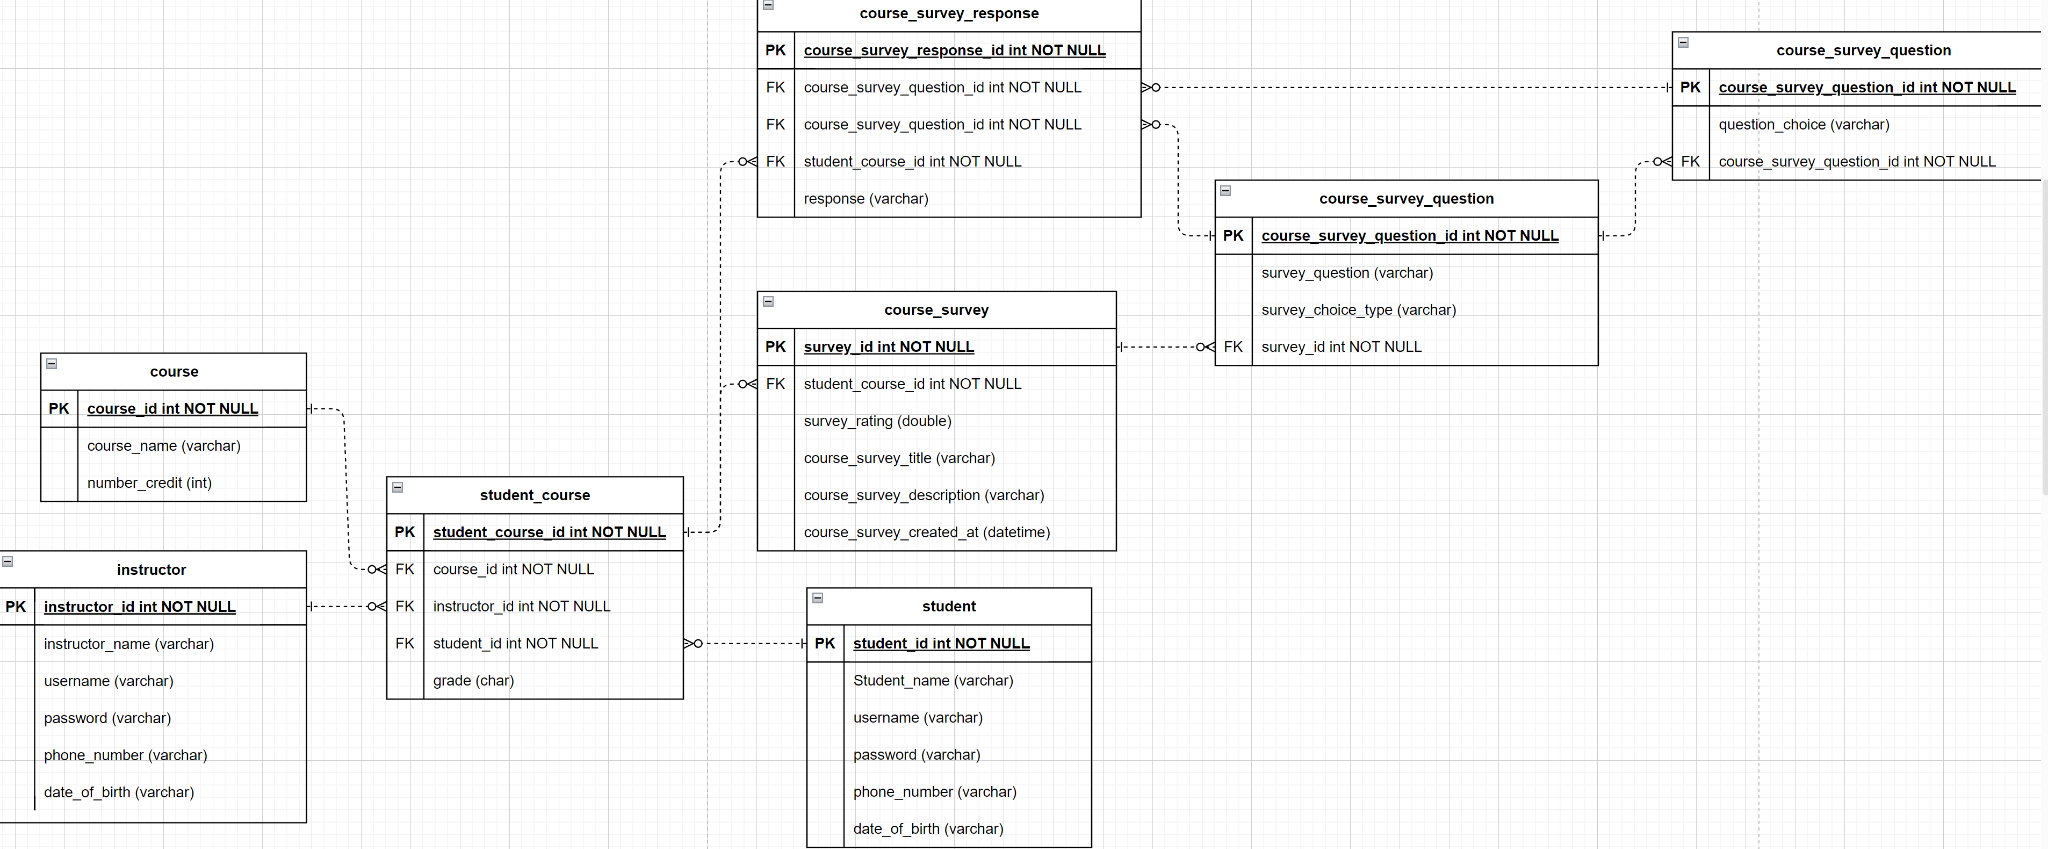 course_survey_response
PK course_survey_response_id int NOT NULL
FK course_survey_question_id int NOT NULL
FK course_survey_question_id int NOT NULL
FK student_course_id int NOT NULL
response (varchar)
course_survey_question
PK course_survey_question_id int NOT NULL
question_choice (varchar)
FK course_survey_question_id int NOT NULL
course_survey_question
PK course_survey_question_id int NOT NULL
survey_question (varchar)
survey_choice_type (varchar)
FK survey_id int NOT NULL
course_survey
PK survey_id int NOT NULL
FK student_course_id int NOT NULL
survey_rating (double)
course_survey_title (varchar)
course_survey_description (varchar)
course_survey_created_at (datetime)
course
PK course_id int NOT NULL
course_name (varchar)
number_credit (int)
student_course
PK student_course_id int NOT NULL
FK course_id int NOT NULL
FK instructor_id int NOT NULL
FK student_id int NOT NULL
grade (char)
instructor
PK instructor_id int NOT NULL
instructor_name (varchar)
username (varchar)
password (varchar)
phone_number (varchar)
date_of_birth (varchar)
student
PK student_id int NOT NULL
Student_name (varchar)
username (varchar)
password (varchar)
phone_number (varchar)
date_of_birth (varchar)